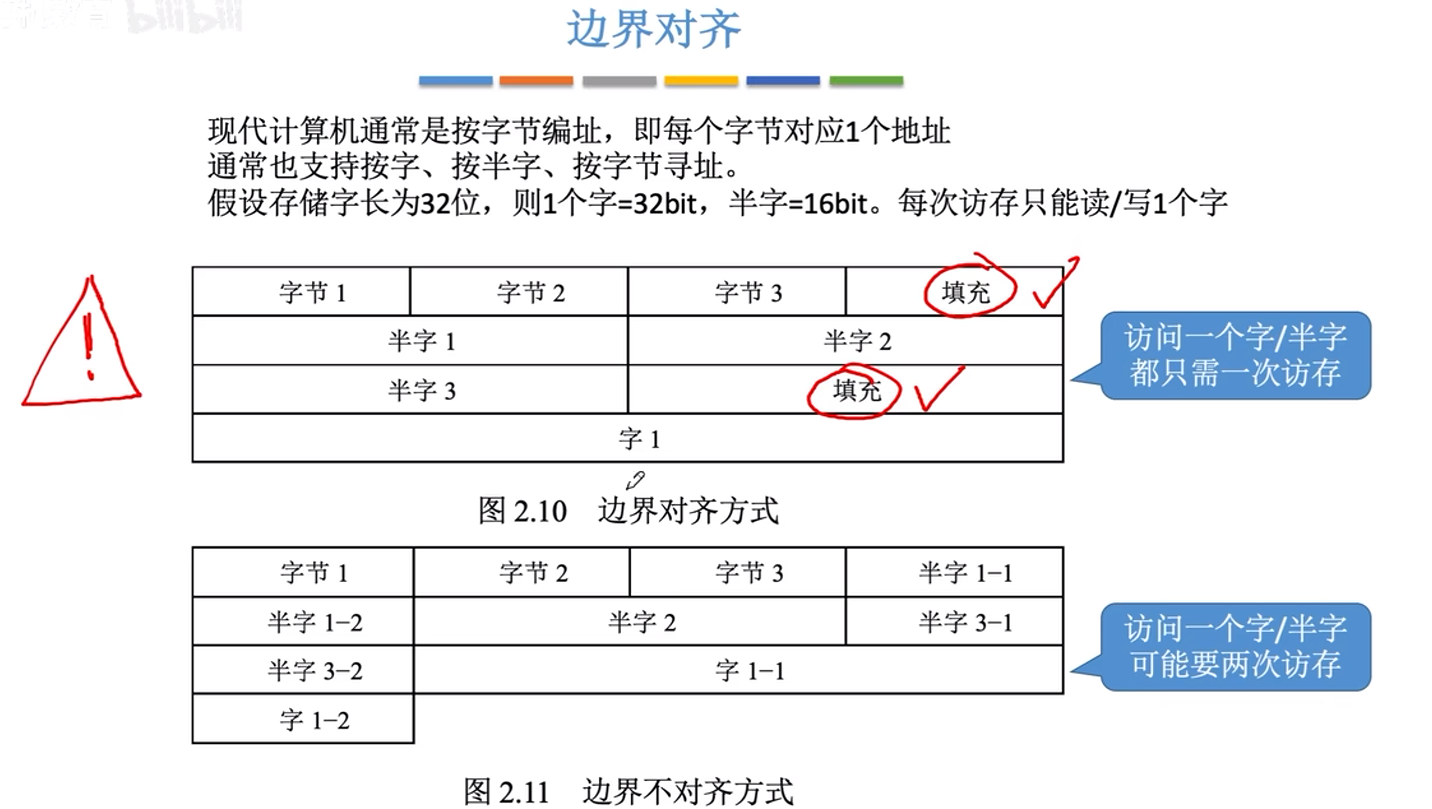 bilibili
边界对齐
现代计算机通常是按字节编址，即每个字节对应1个地址
通常也支持按字、按半字、按字节寻址。
假设存储字长为32位，则1个字=32bit，半字=16bit。每次访存只能读/写1个字
字节 1 字节 2 字节 3 填充
半字 1 半字 2
半字 3 填充
字 1
访问一个字/半字
都只需一次访存
图 2.10 边界对齐方式
字节 1 字节 2 字节 3 半字 1-1
半字 1-2 半字 2 半字 3-1
半字 3-2 字 1-1
字 1-2
访问一个字/半字
可能要两次访存
图 2.11 边界不对齐方式